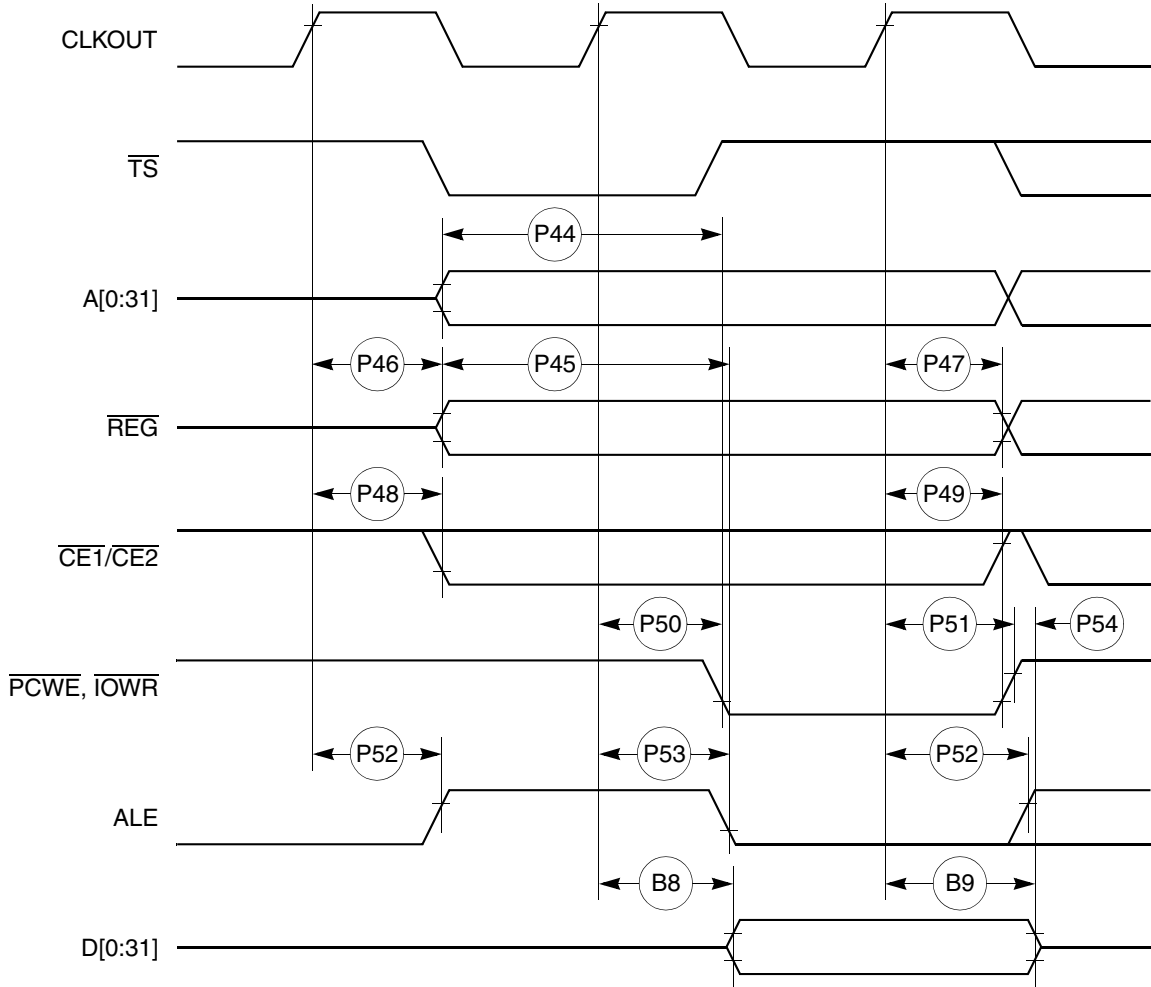 CLKOUT
TS
P44
A[0:31]
P46 P45 P47
REG
P48 P49
CE1/CE2
P50 P51 P54
PCWE, IOWR
P52 P53 P52
ALE
B8 B9
D[0:31]